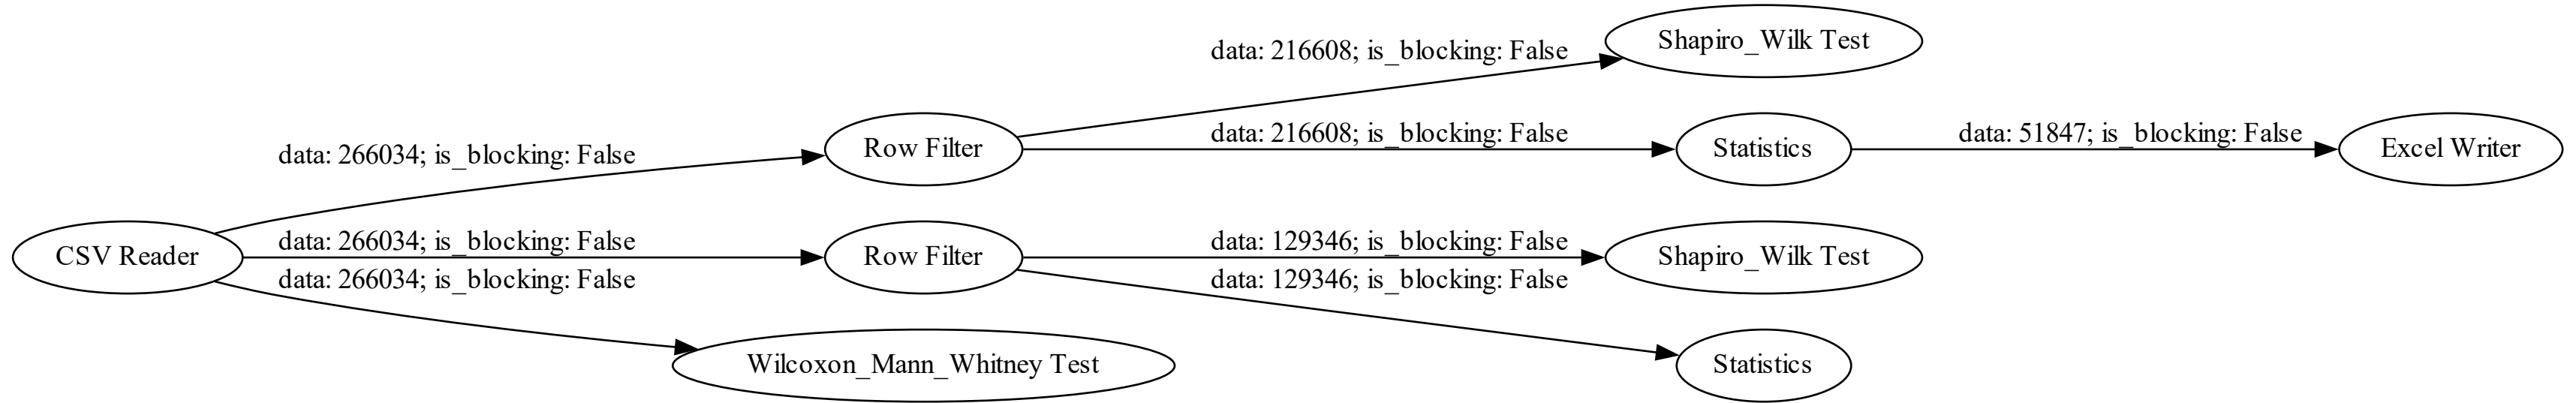 Shapiro_Wilk Test
data: 216608; is_blocking: False
data: 216608; is_blocking: False
data: 51847; is_blocking: False
Row Filter
Statistics
Excel Writer
data: 266034; is_blocking: False
data: 266034; is_blocking: False
data: 129346; is_blocking: False
CSV Reader
Row Filter
Shapiro_Wilk Test
data: 266034; is_blocking: False
data: 129346; is_blocking: False
Wilcoxon_Mann_Whitney Test
Statistics